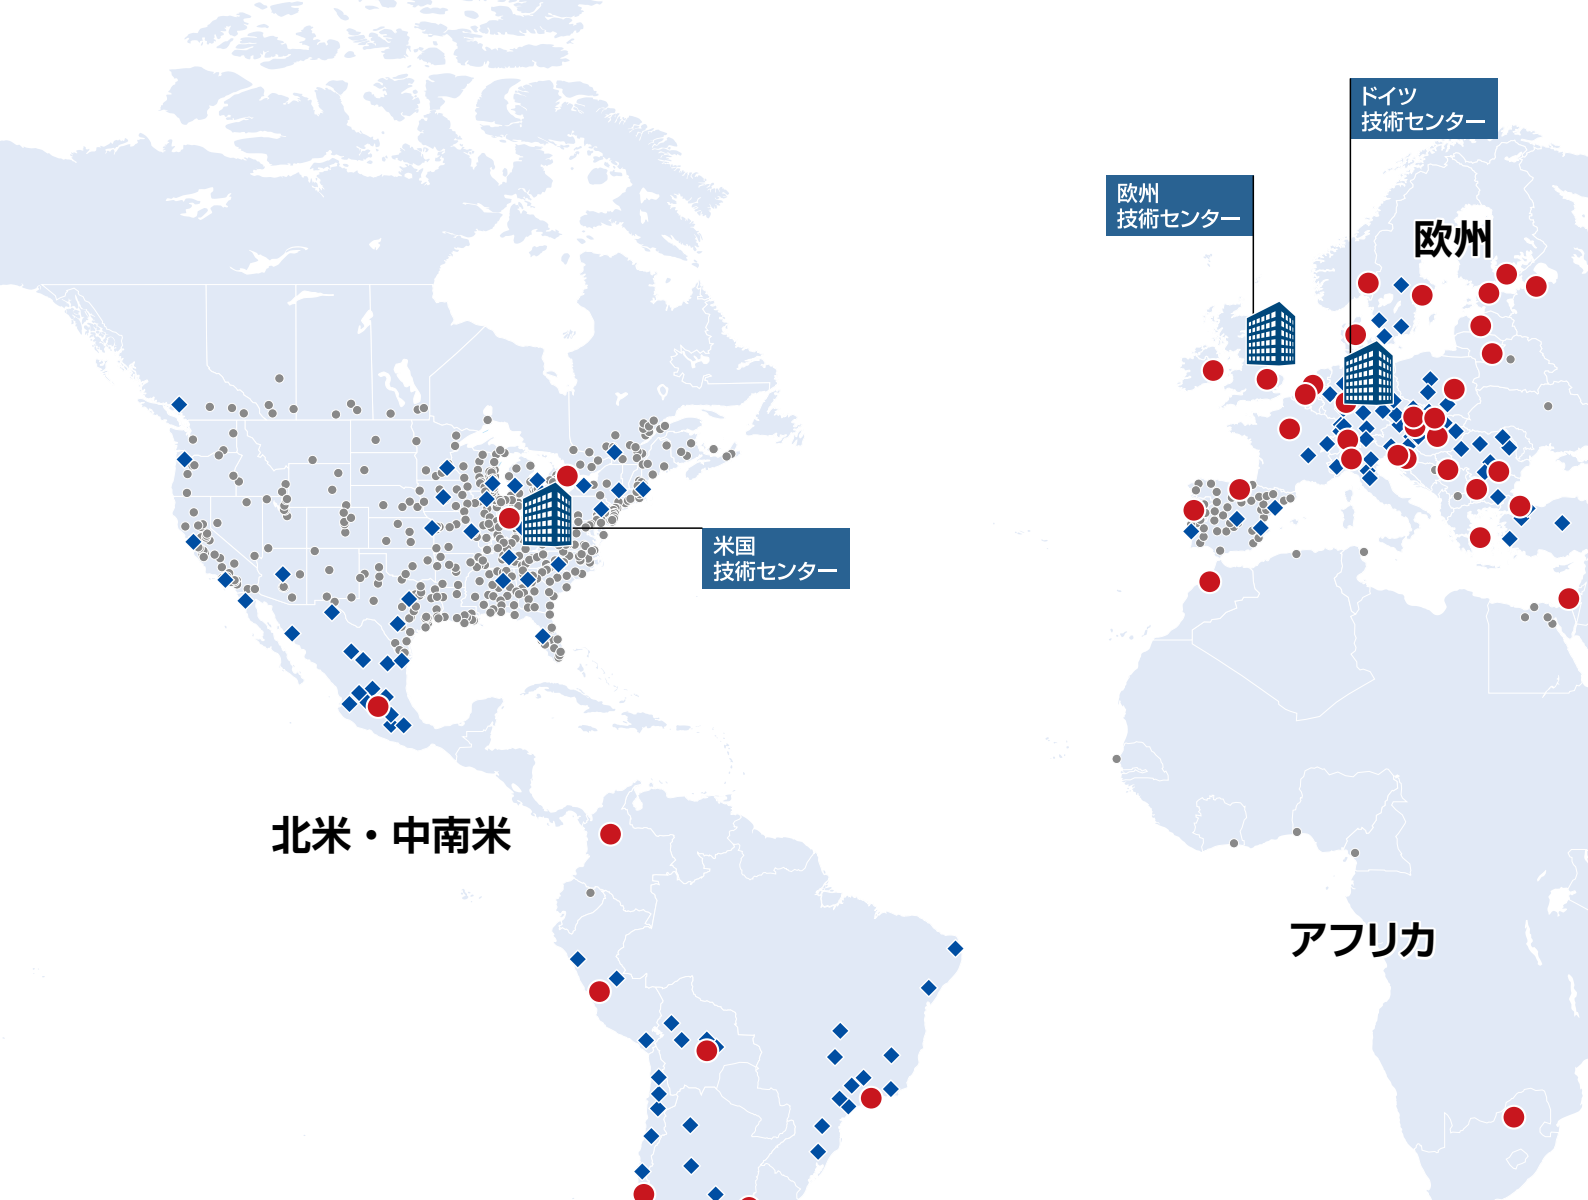 ドイツ
技術センター
欧州
技術センター
欧州
米国
技術センター
北米・中南米
アフリカ